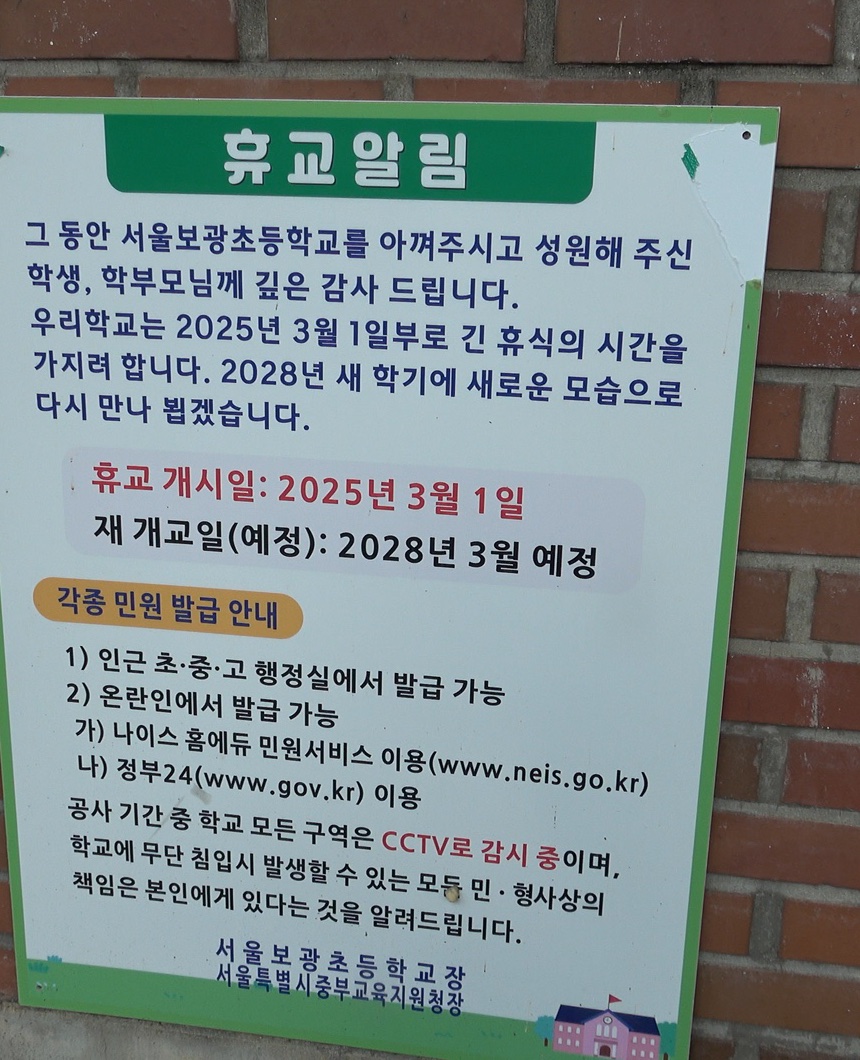 휴교알림
그 동안 서울보광초등학교를 아껴주시고 성원해 주신
학생, 학부모님께 깊은 감사 드립니다.
우리학교는 2025년 3월 1일부로 긴 휴식의 시간을
가지려 합니다. 2028년 새 학기에 새로운 모습으로
다시 만나 뵙겠습니다.
휴교 개시일: 2025년 3월 1일
재 개교일(예정): 2028년 3월 예정
각종 민원 발급 안내
1) 인근 초·중·고 행정실에서 발급 가능
2) 온란인에서 발급 가능
가) 나이스 홈에듀 민원서비스 이용(www.neis.go.kr)
나) 정부24(www.gov.kr) 이용
공사 기간 중 학교 모든 구역은 CCTV로 감시 중이며,
학교에 무단 침입시 발생할 수 있는 모든 민·형사상의
책임은 본인에게 있다는 것을 알려드립니다.
서울보광초등학교장
서울특별시중부교육지원청장